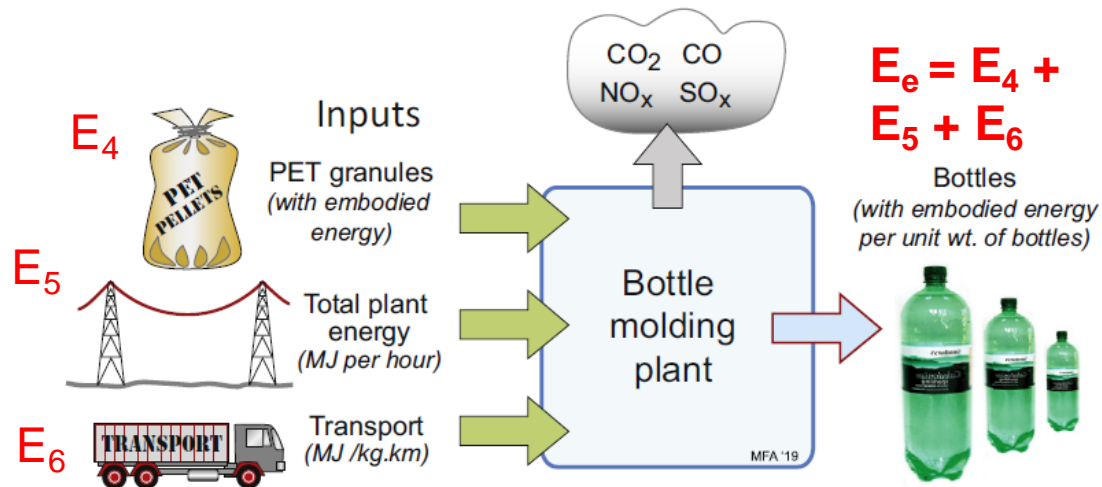 E₄
Inputs
PET
PELLETS
PET granules
(with embodied
energy)
E₅
Total plant
energy
(MJ per hour)
E₆
TRANSPORT
Transport
(MJ /kg.km)
CO₂ CO
NOₓ SOₓ
Bottle
molding
plant
MFA '19
Eₑ = E₄ +
E₅ + E₆
Bottles
(with embodied energy
per unit wt. of bottles)